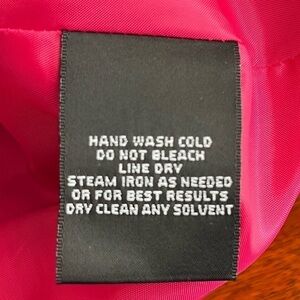 HAND WASH COLD
DO NOT BLEACH
LINE DRY
STEAM IRON AS NEEDED
OR FOR BEST RESULTS
DRY CLEAN ANY SOLVENT